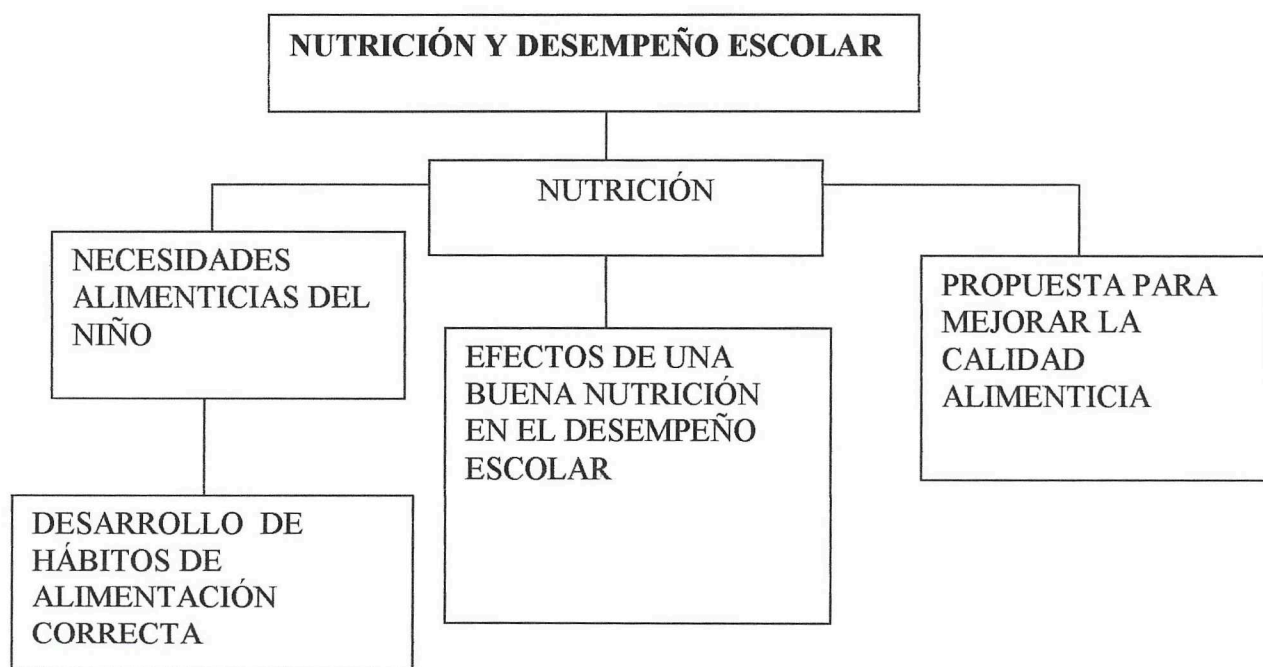 NUTRICIÓN Y DESEMPEÑO ESCOLAR
NUTRICIÓN
NECESIDADES
ALIMENTICIAS DEL
NIÑO
DESARROLLO DE
HÁBITOS DE
ALIMENTACIÓN
CORRECTA
EFECTOS DE UNA
BUENA NUTRICIÓN
EN EL DESEMPEÑO
ESCOLAR
PROPUESTA PARA
MEJORAR LA
CALIDAD
ALIMENTICIA